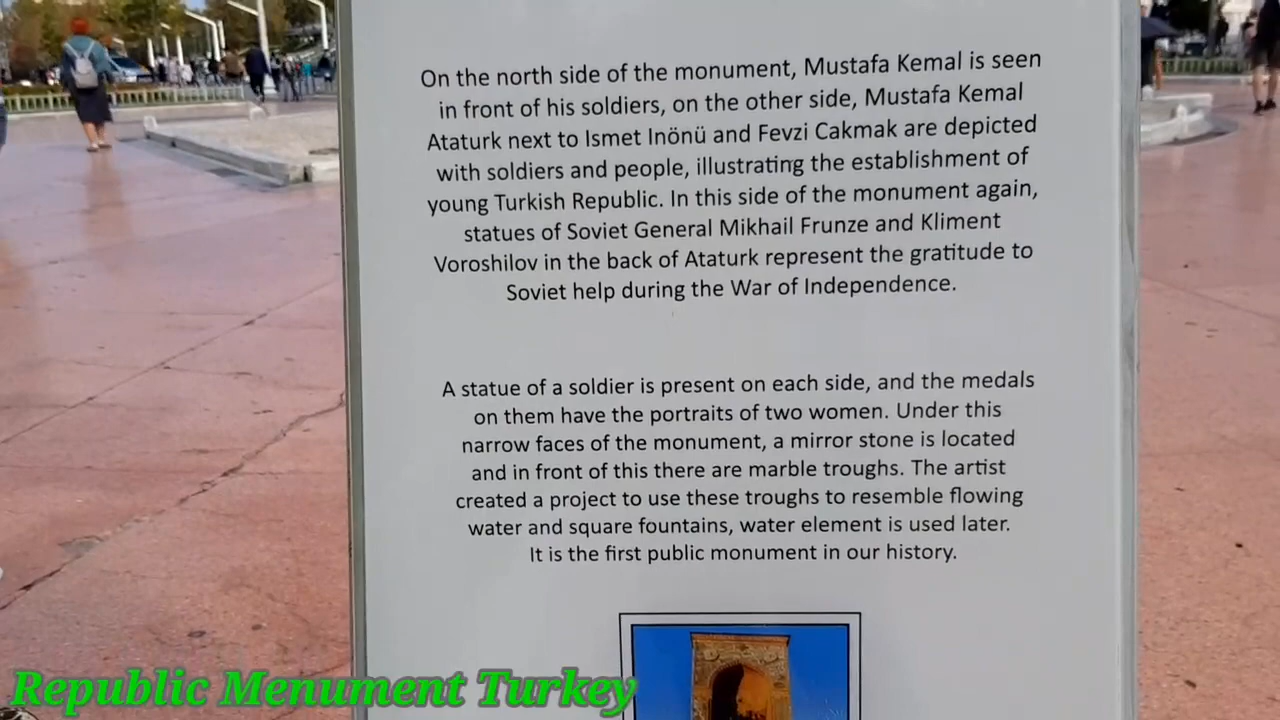 On the north side of the monument, Mustafa Kemal is seen
in front of his soldiers, on the other side, Mustafa Kemal
Ataturk next to Ismet Inönü and Fevzi Cakmak are depicted
with soldiers and people, illustrating the establishment of
young Turkish Republic. In this side of the monument again,
statues of Soviet General Mikhail Frunze and Kliment
Voroshilov in the back of Ataturk represent the gratitude to
Soviet help during the War of Independence.
A statue of a soldier is present on each side, and the medals
on them have the portraits of two women. Under this
narrow faces of the monument, a mirror stone is located
and in front of this there are marble troughs. The artist
created a project to use these troughs to resemble flowing
water and square fountains, water element is used later.
It is the first public monument in our history.
Republic Menument Turkey